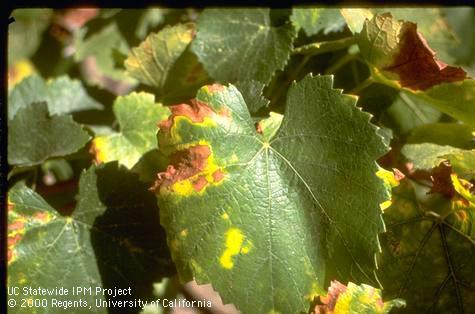 UC Statewide IPM Project
© 2000 Regents, University of California